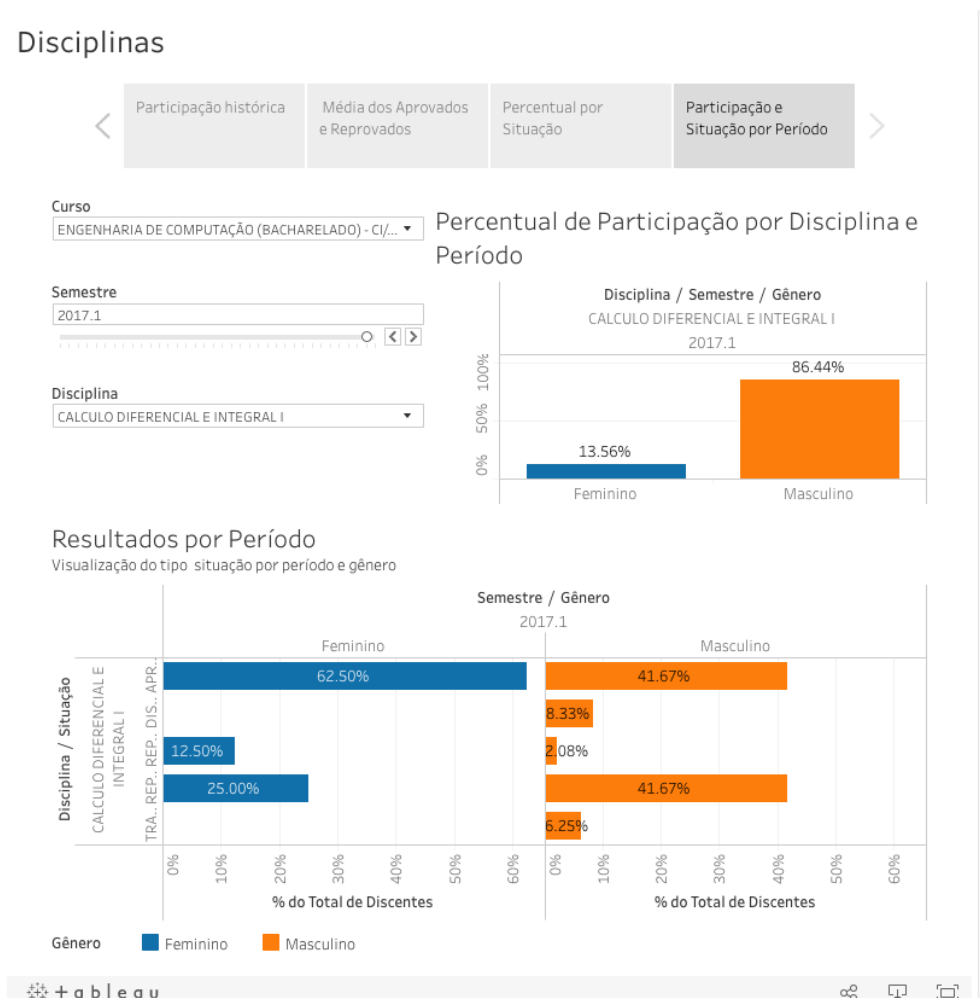 Disciplinas
Participação histórica
Média dos Aprovados
e Reprovados
Percentual por
Situação
Participação e
Situação por Período
Curso
ENGENHARIA DE COMPUTAÇÃO (BACHARELADO) - CI/...
Semestre
2017.1
Disciplina
CALCULO DIFERENCIAL E INTEGRAL I
Percentual de Participação por Disciplina e
Período
Disciplina / Semestre / Gênero
CALCULO DIFERENCIAL E INTEGRAL I
2017.1
100%
50%
0%
13.56%
86.44%
Feminino
Masculino
Resultados por Período
Visualização do tipo situação por período e gênero
Semestre / Gênero
2017.1
Feminino
Masculino
Disciplina / Situação
CALCULO DIFERENCIAL E
INTEGRAL I
APR..
62.50%
41.67%
DIS..
8.33%
REP..
12.50%
2.08%
REP..
25.00%
41.67%
TRA..
6.25%
0% 10% 20% 30% 40% 50% 60%
0% 10% 20% 30% 40% 50% 60%
% do Total de Discentes
% do Total de Discentes
Gênero
Feminino
Masculino
+ a b l e a u